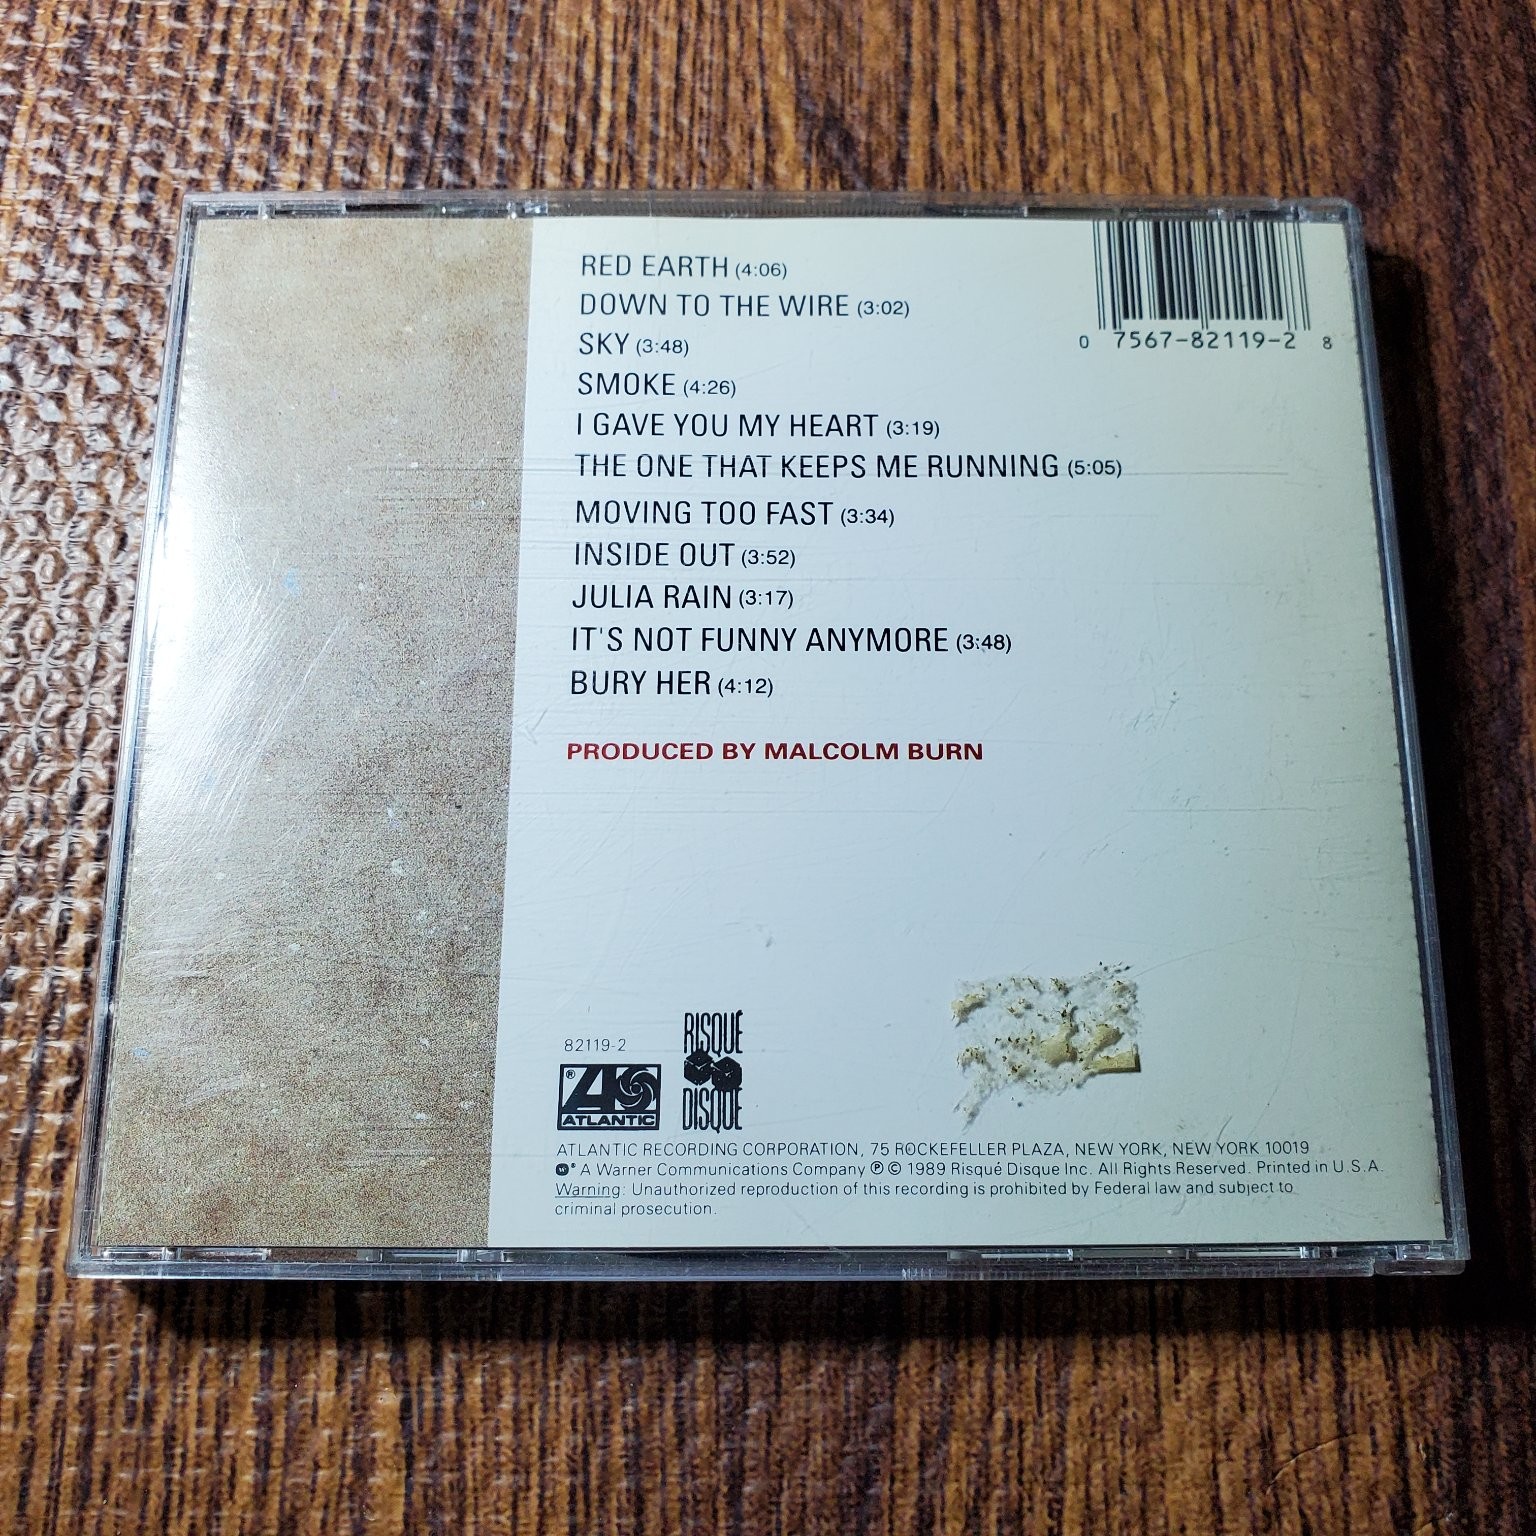 RED EARTH (4:06)
DOWN TO THE WIRE (3:02)
SKY (3:48)
SMOKE (4:26)
I GAVE YOU MY HEART (3:19)
THE ONE THAT KEEPS ME RUNNING (5:05)
MOVING TOO FAST (3:34)
INSIDE OUT (3:52)
JULIA RAIN (3:17)
IT'S NOT FUNNY ANYMORE (3:48)
BURY HER (4:12)
PRODUCED BY MALCOLM BURN
0 7567-82119-2 8
82119-2
® ATLANTIC
RISQUÉ
DISQUE
ATLANTIC RECORDING CORPORATION, 75 ROCKEFELLER PLAZA, NEW YORK, NEW YORK 10019
® A Warner Communications Company ℗ © 1989 Risqué Disque Inc. All Rights Reserved. Printed in U.S.A.
Warning: Unauthorized reproduction of this recording is prohibited by Federal law and subject to
criminal prosecution.